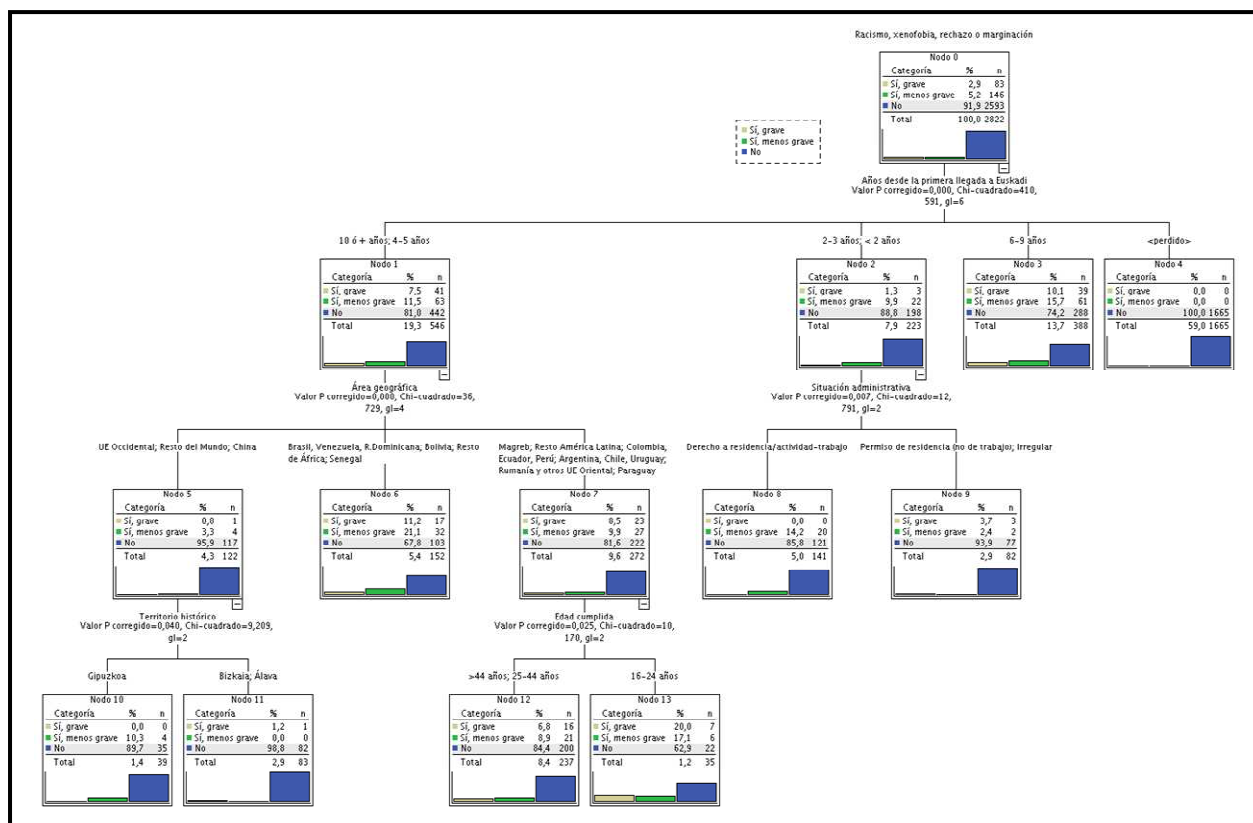 Racismo, xenofobia, rechazo o marginación
Nodo 0
Categoría % n
Sí, grave 2,9 83
Sí, menos grave 5,2 146
No 91,9 2593
Total 100,0 2822
Sí, grave
Sí, menos grave
No
Años desde la primera llegada a Euskadi
Valor P corregido=0,000, Chi-cuadrado=410,
591, gl=6
10 ó + años; 4-5 años
2-3 años; < 2 años
6-9 años
<perdido>
Nodo 1
Categoría % n
Sí, grave 7,5 41
Sí, menos grave 11,5 63
No 81,0 442
Total 19,3 546
Nodo 2
Categoría % n
Sí, grave 1,3 3
Sí, menos grave 9,9 22
No 88,8 198
Total 7,9 223
Nodo 3
Categoría % n
Sí, grave 10,1 39
Sí, menos grave 15,7 61
No 74,2 288
Total 13,7 388
Nodo 4
Categoría % n
Sí, grave 0,0 0
Sí, menos grave 0,0 0
No 100,0 1665
Total 59,0 1665
Área geográfica
Valor P corregido=0,000, Chi-cuadrado=36,
729, gl=4
Situación administrativa
Valor P corregido=0,007, Chi-cuadrado=12,
791, gl=2
UE Occidental; Resto del Mundo; China
Brasil, Venezuela, R.Dominicana; Bolivia; Resto
de África; Senegal
Magreb; Resto América Latina; Colombia,
Ecuador, Perú; Argentina, Chile, Uruguay;
Rumanía y otros UE Oriental; Paraguay
Derecho a residencia/actividad-trabajo
Permiso de residencia (no de trabajo); Irregular
Nodo 5
Categoría % n
Sí, grave 0,8 1
Sí, menos grave 3,3 4
No 95,9 117
Total 4,3 122
Nodo 6
Categoría % n
Sí, grave 11,2 17
Sí, menos grave 21,1 32
No 67,8 103
Total 5,4 152
Nodo 7
Categoría % n
Sí, grave 8,5 23
Sí, menos grave 9,9 27
No 81,6 222
Total 9,6 272
Nodo 8
Categoría % n
Sí, grave 0,0 0
Sí, menos grave 14,2 20
No 85,8 121
Total 5,0 141
Nodo 9
Categoría % n
Sí, grave 3,7 3
Sí, menos grave 2,4 2
No 93,9 77
Total 2,9 82
Territorio histórico
Valor P corregido=0,040, Chi-cuadrado=9,209,
gl=2
Edad cumplida
Valor P corregido=0,025, Chi-cuadrado=10,
170, gl=2
Gipuzkoa
Bizkaia; Álava
>44 años; 25-44 años
16-24 años
Nodo 10
Categoría % n
Sí, grave 0,0 0
Sí, menos grave 10,3 4
No 89,7 35
Total 1,4 39
Nodo 11
Categoría % n
Sí, grave 1,2 1
Sí, menos grave 0,0 0
No 98,8 82
Total 2,9 83
Nodo 12
Categoría % n
Sí, grave 6,8 16
Sí, menos grave 8,9 21
No 84,4 200
Total 8,4 237
Nodo 13
Categoría % n
Sí, grave 20,0 7
Sí, menos grave 17,1 6
No 62,9 22
Total 1,2 35